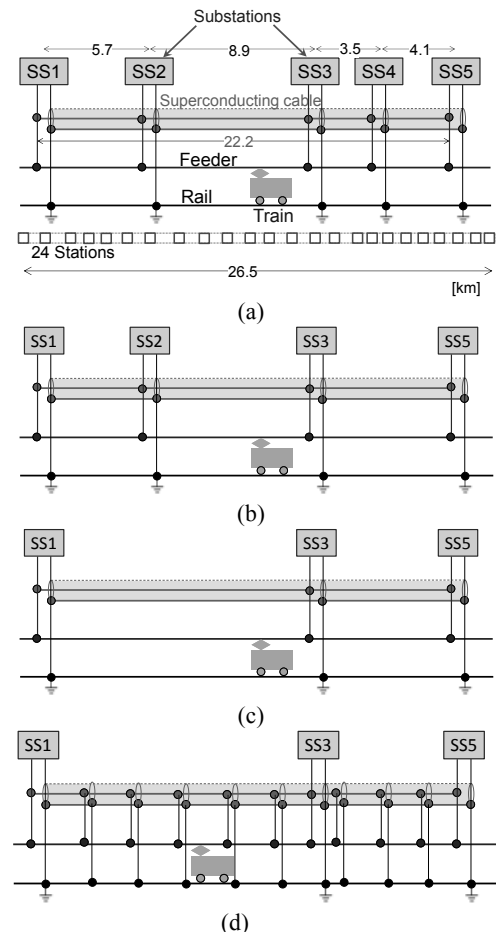 Substations
5.7 8.9 3.5 4.1
SS1 SS2 SS3 SS4 SS5
Superconducting cable
22.2
Feeder
Rail
Train
24 Stations
26.5
[km]
(a)
SS1 SS2 SS3 SS5
(b)
SS1 SS3 SS5
(c)
SS1 SS3 SS5
(d)